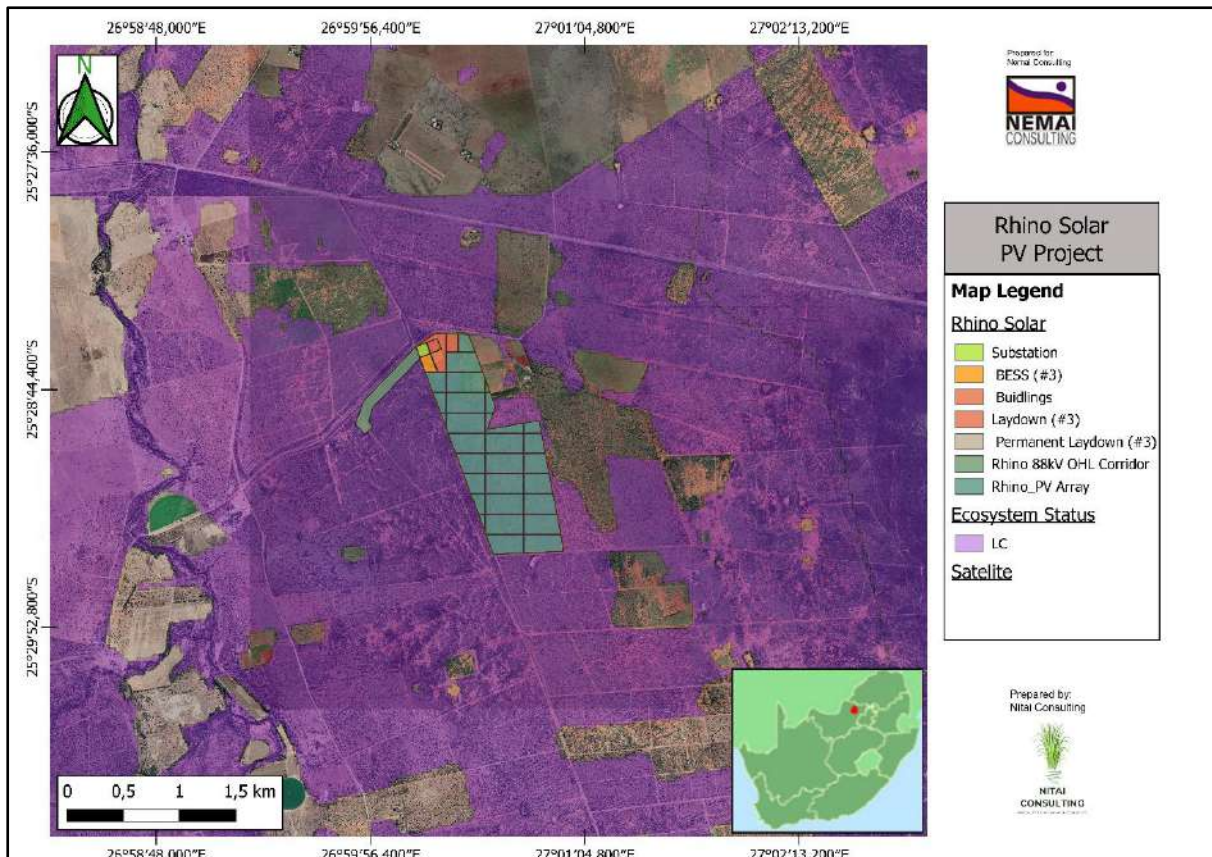 26°58'48,000"E 26°59'56,400"E 27°01'04,800"E 27°02'13,200"E
N
25°27'36,000"S
25°28'44,400"S
25°29'52,800"S
0 0,5 1 1,5 km
26°58'48,000"E 26°59'56,400"E 27°01'04,800"E 27°02'13,200"E
Prepared for:
Nemai Consulting
NEMAI
CONSULTING
Rhino Solar
PV Project
Map Legend
Rhino Solar
Substation
BESS (#3)
Buidlings
Laydown (#3)
Permanent Laydown (#3)
Rhino 88kV OHL Corridor
Rhino_PV Array
Ecosystem Status
LC
Satelite
Prepared by:
Nitai Consulting
NITAI
CONSULTING